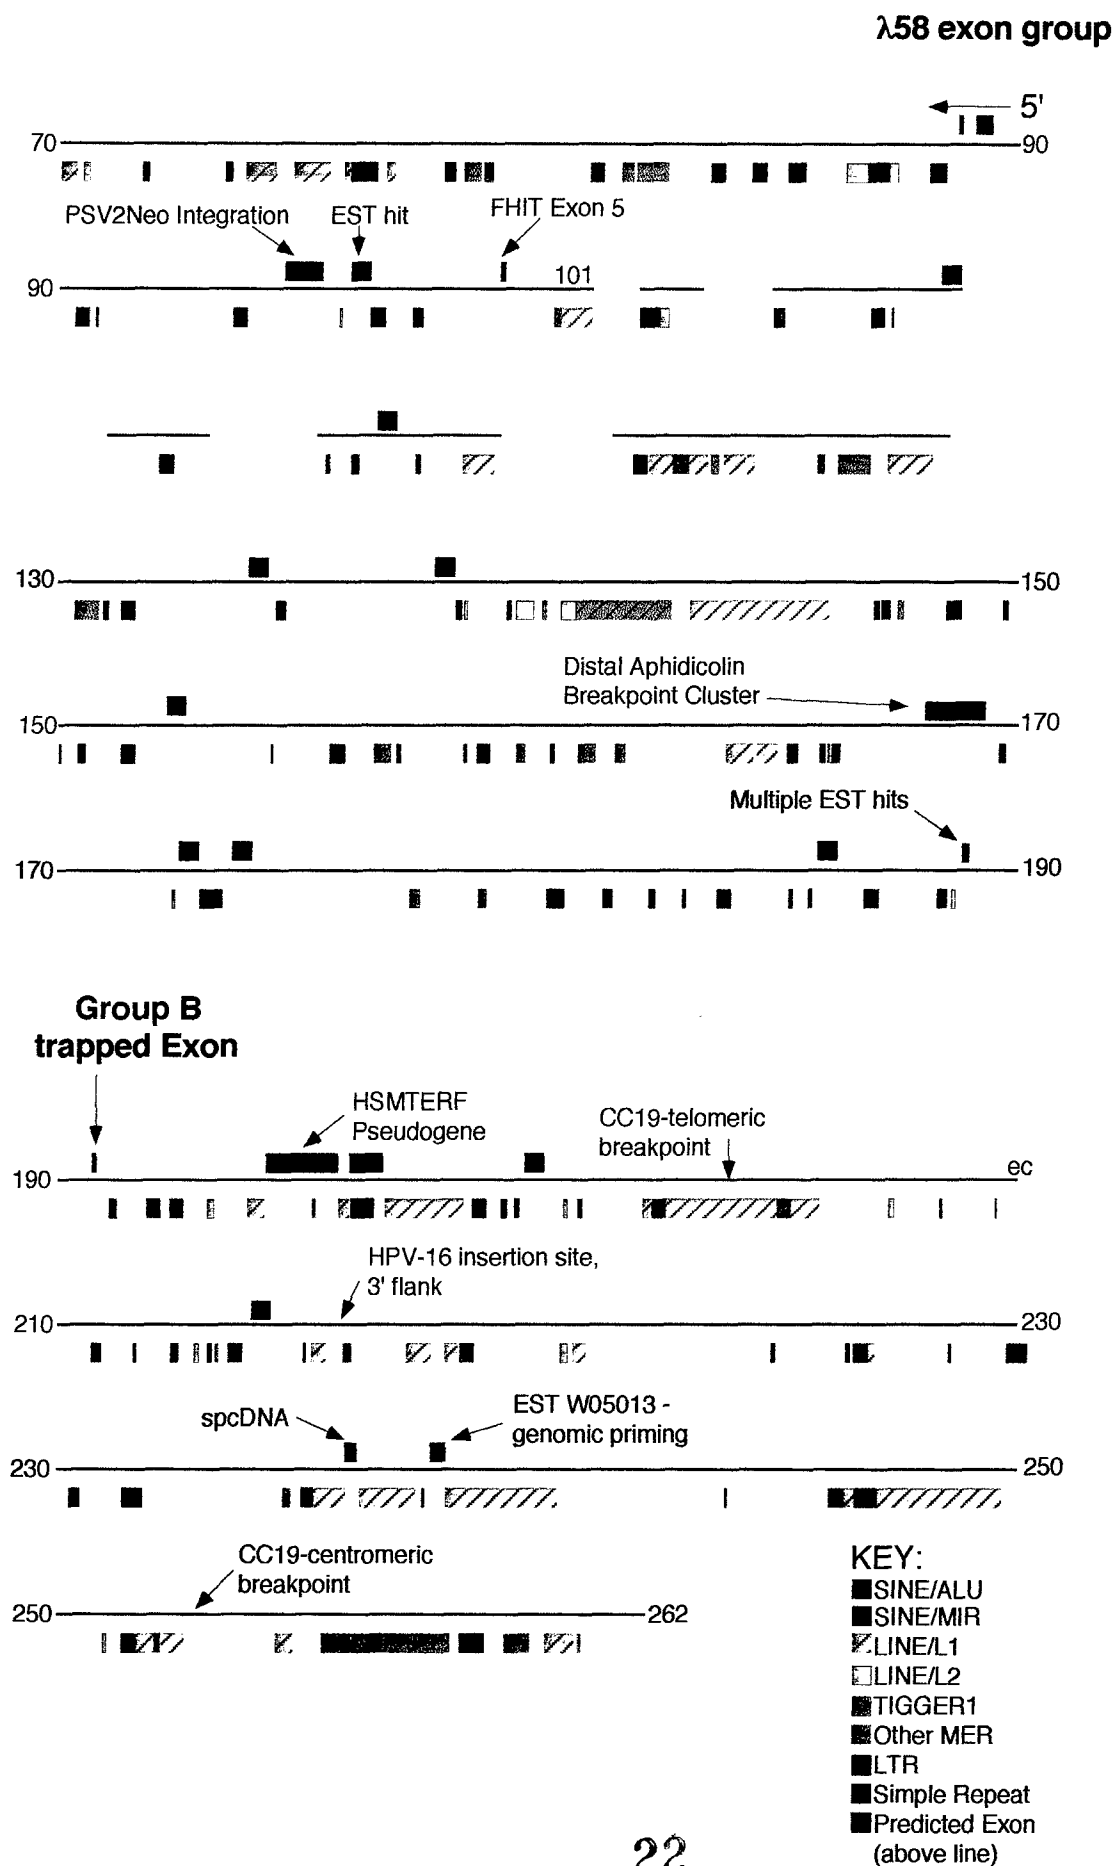 λ58 exon group
5'
70
90
PSV2Neo Integration
EST hit
FHIT Exon 5
90
101
130
150
Distal Aphidicolin
Breakpoint Cluster
150
170
Multiple EST hits
170
190
Group B
trapped Exon
HSMTERF
Pseudogene
CC19-telomeric
breakpoint
190
ec
HPV-16 insertion site,
3' flank
210
230
spcDNA
EST W05013 -
genomic priming
230
250
CC19-centromeric
breakpoint
250
262
KEY:
SINE/ALU
SINE/MIR
LINE/L1
LINE/L2
TIGGER1
Other MER
LTR
Simple Repeat
Predicted Exon
(above line)
22